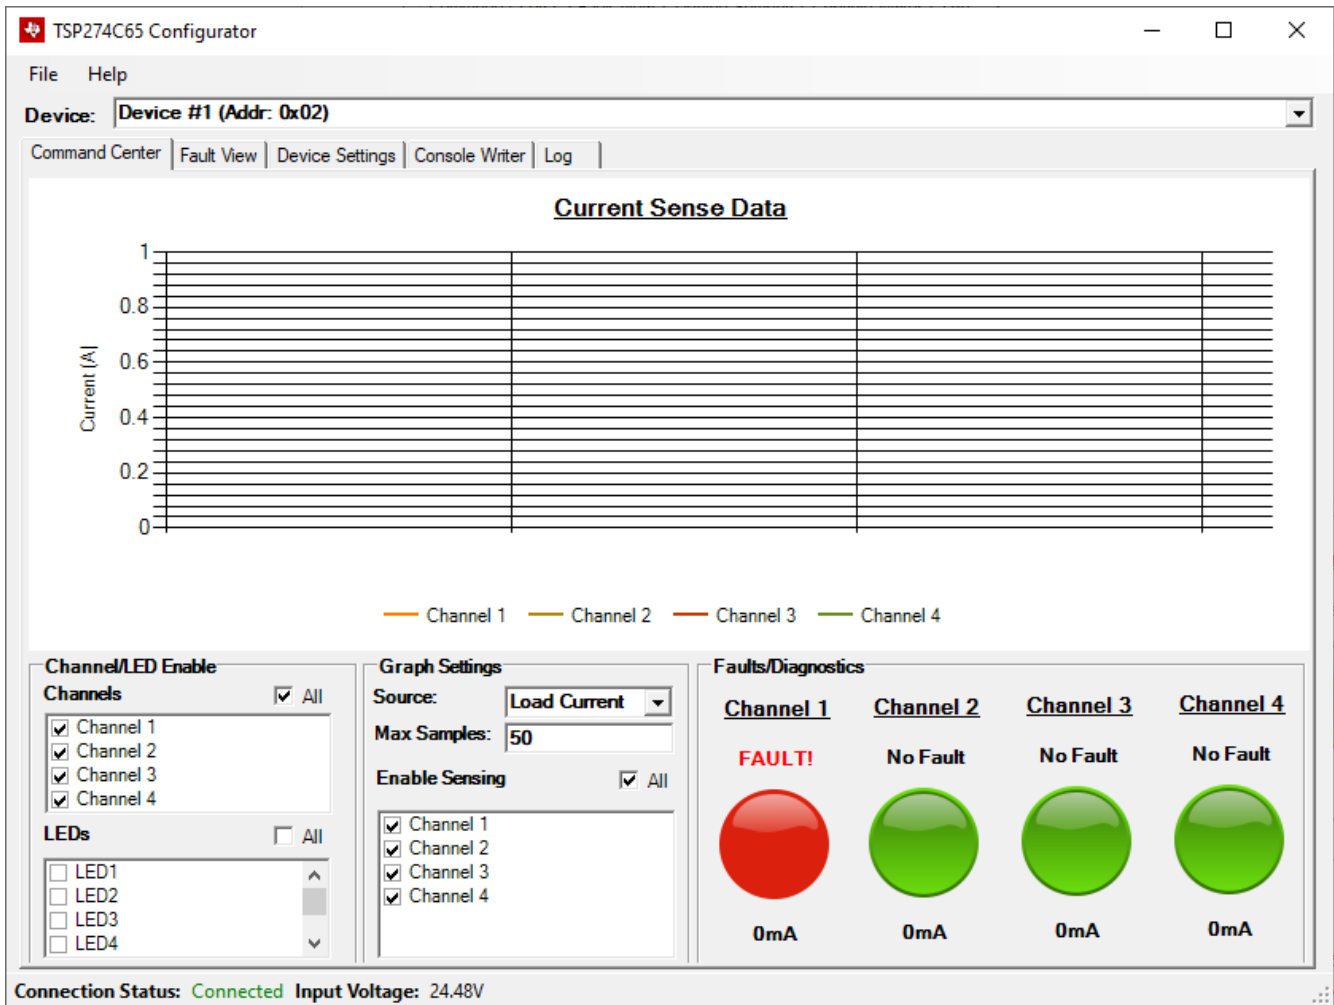 TSP274C65 Configurator
File Help
Device: Device #1 (Addr: 0x02)
Command Center Fault View Device Settings Console Writer Log
Current Sense Data
Current (A)
1
0.8
0.6
0.4
0.2
0
Channel 1 Channel 2 Channel 3 Channel 4
Channel/LED Enable
Channels All
Channel 1
Channel 2
Channel 3
Channel 4
LEDs All
LED1
LED2
LED3
LED4
Graph Settings
Source: Load Current
Max Samples: 50
Enable Sensing All
Channel 1
Channel 2
Channel 3
Channel 4
Faults/Diagnostics
Channel 1 Channel 2 Channel 3 Channel 4
FAULT! No Fault No Fault No Fault
0mA 0mA 0mA 0mA
Connection Status: Connected Input Voltage: 24.48V